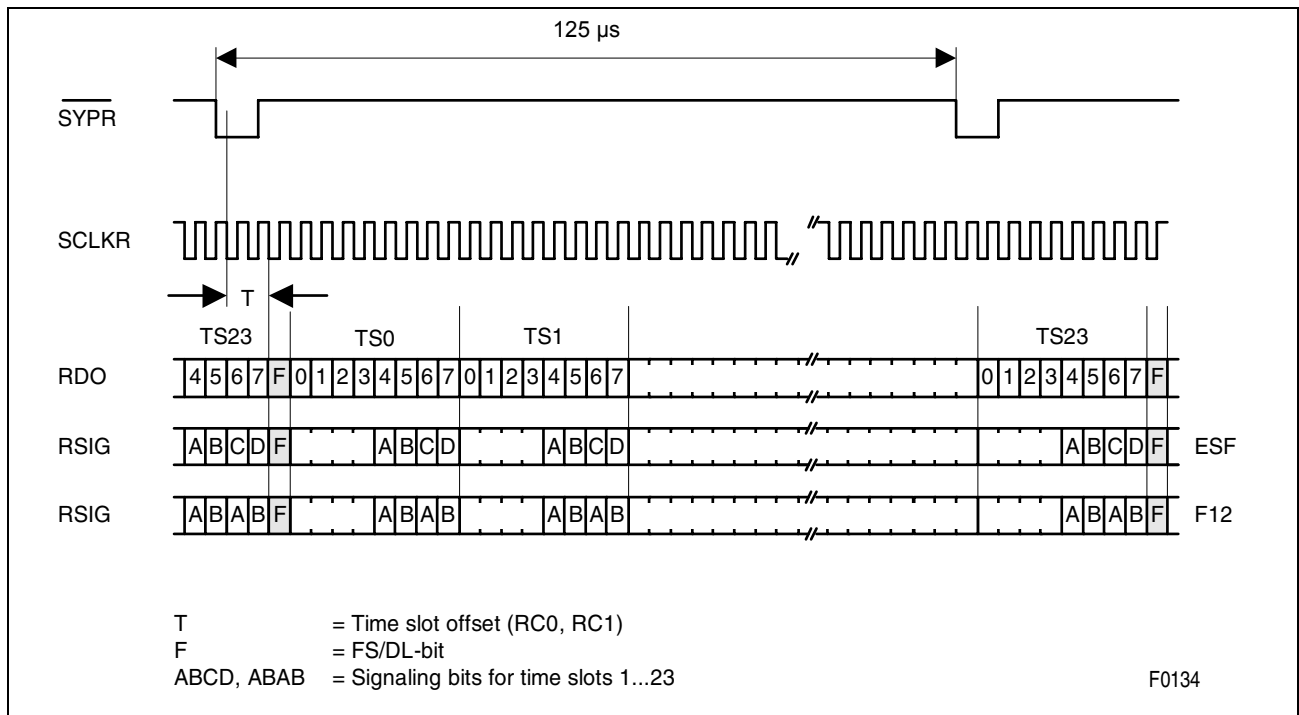 125 µs
SYPR
SCLKR
T
TS23 TS0 TS1 TS23
RDO 4 5 6 7 F 0 1 2 3 4 5 6 7 0 1 2 3 4 5 6 7 0 1 2 3 4 5 6 7 F
RSIG A B C D F A B C D A B C D A B C D F ESF
RSIG A B A B F A B A B A B A B A B A B F F12
T = Time slot offset (RC0, RC1)
F = FS/DL-bit
ABCD, ABAB = Signaling bits for time slots 1...23
F0134